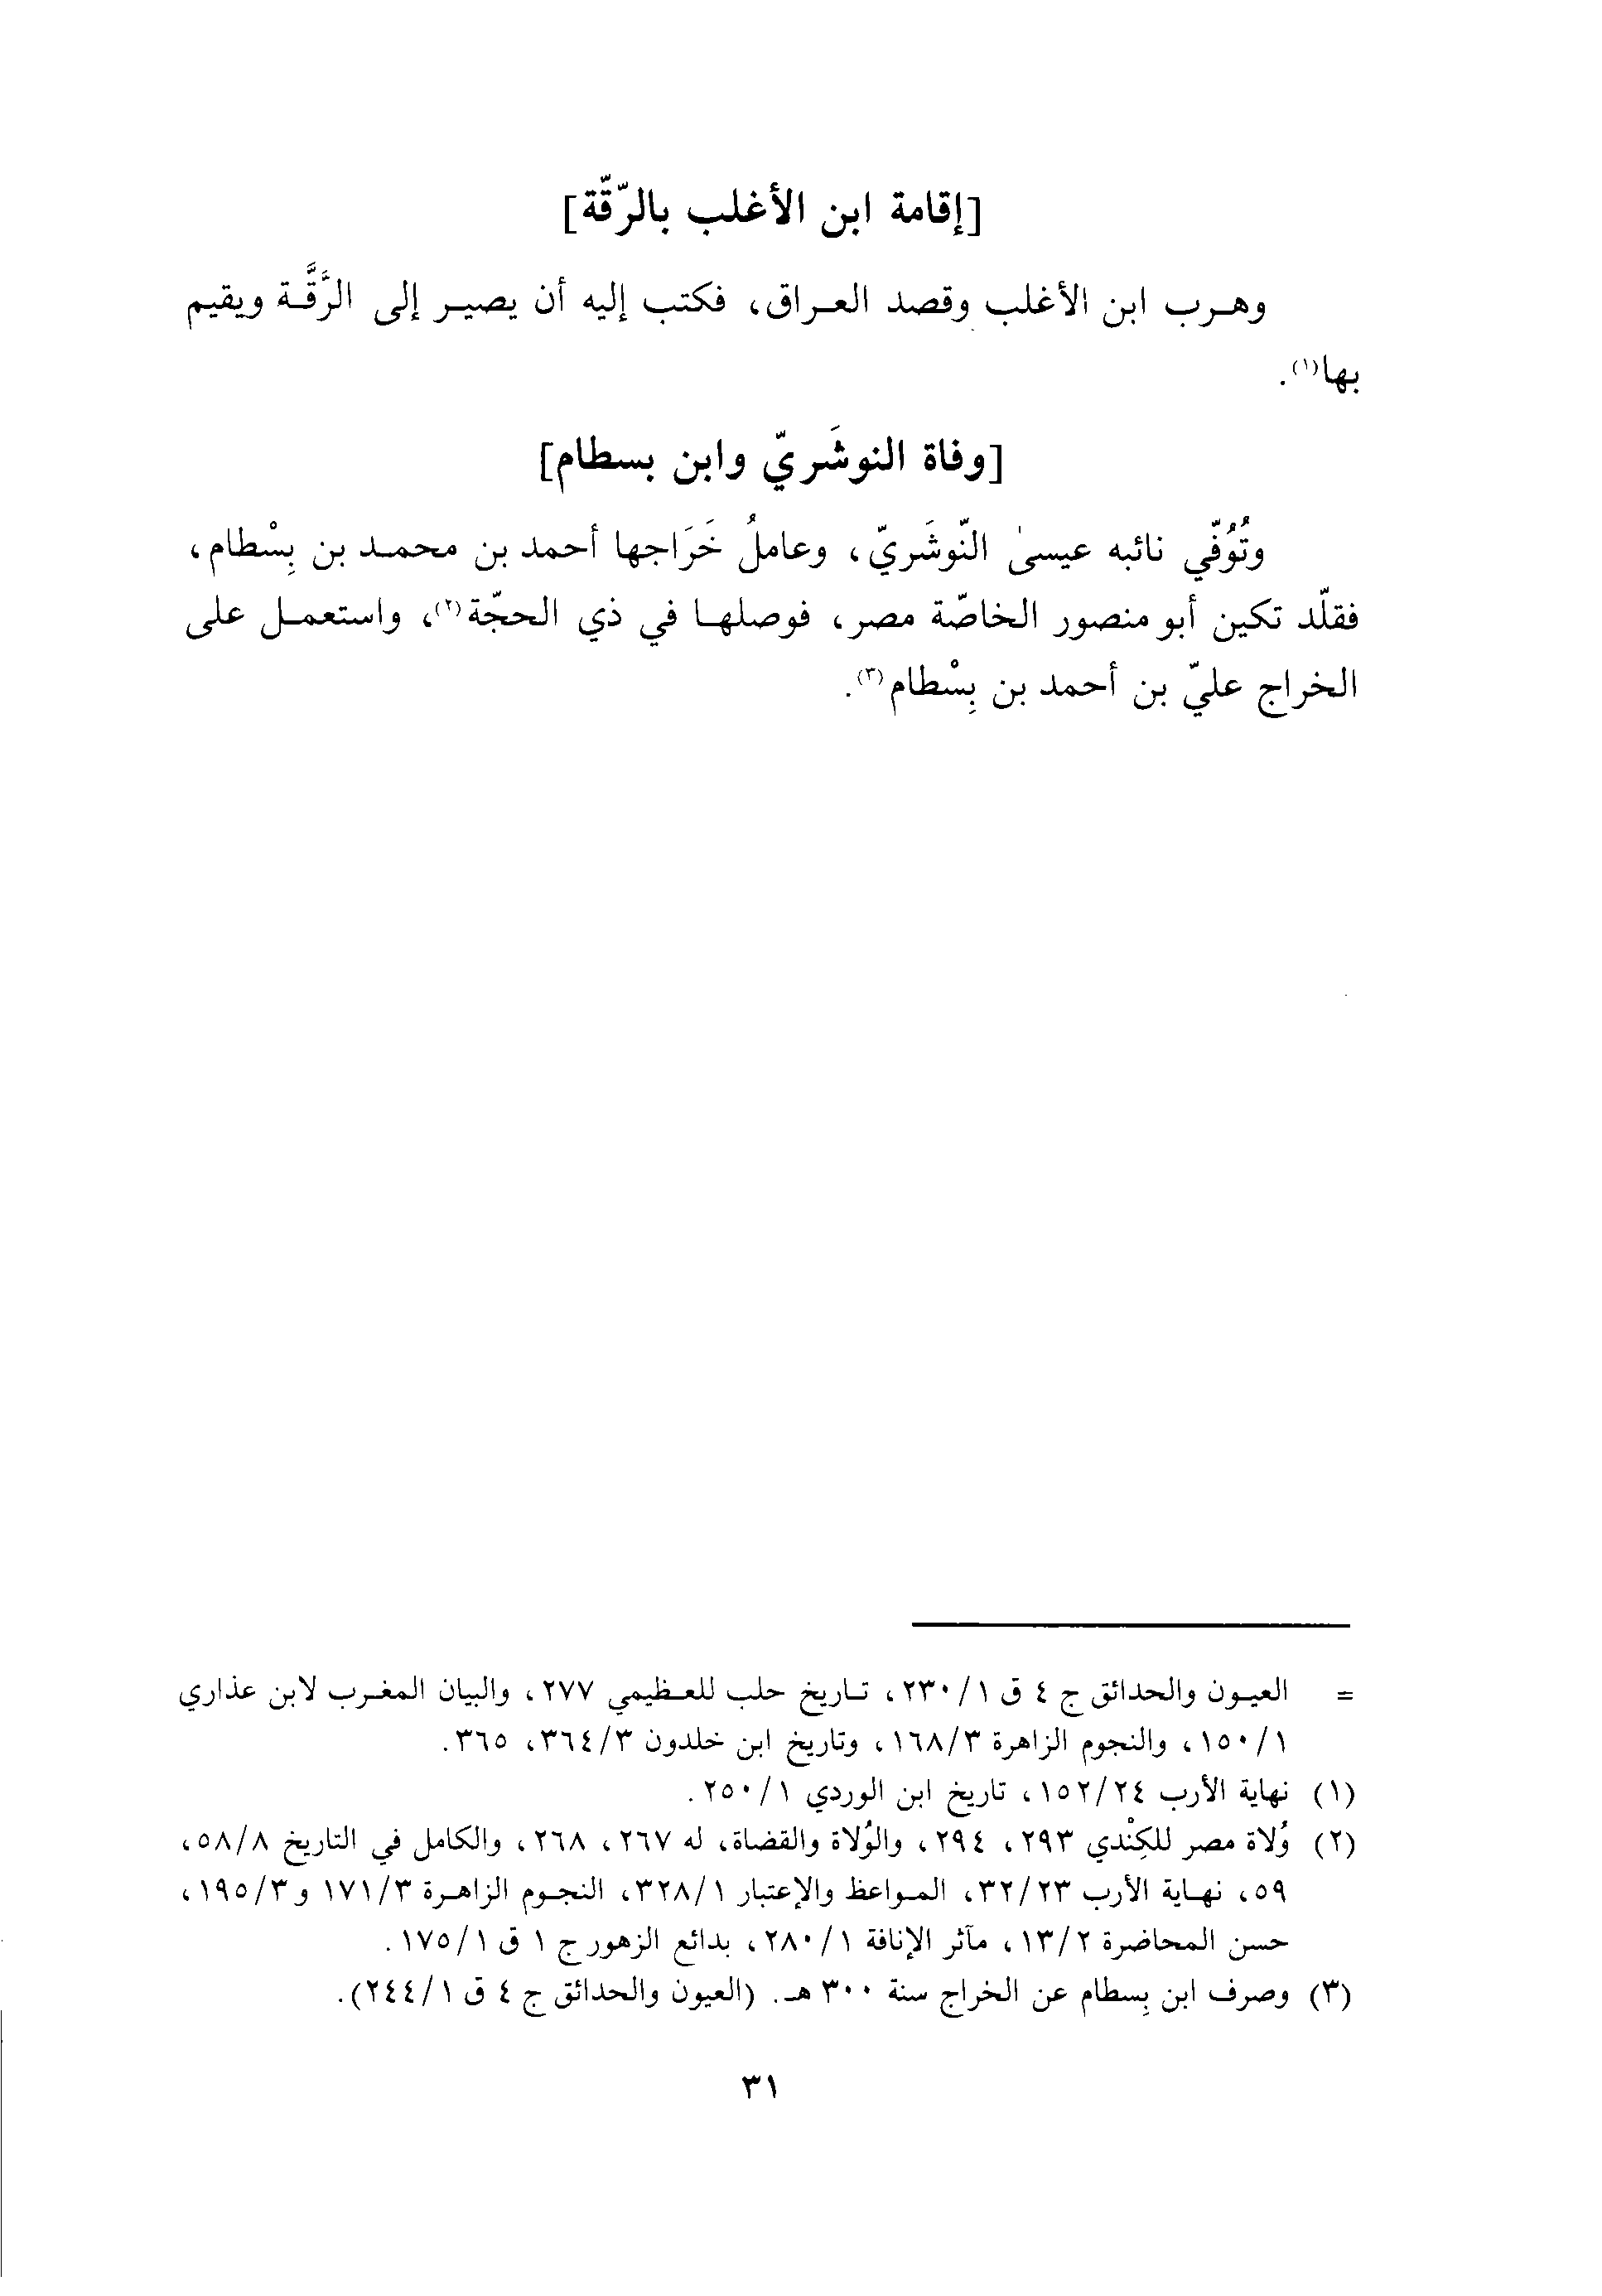 [إقامة ابن الأغلب بالرّقّة]
وهرب ابن الأغلب وقصد العراق، فكتب إليه أن يصير إلى الرَّقَّة ويقيم
بها(١).
[وفاة النوشَريّ وابن بسطام]
وتُوُفّي نائبه عيسىٰ النّوشَريّ، وعاملُ خَرَاجها أحمد بن محمد بن بِسْطام،
فقلّد تكين أبو منصور الخاصّة مصر، فوصلها في ذي الحجّة(٢)، واستعمل على
الخراج عليّ بن أحمد بن بِسْطام(٣).
= العيون والحدائق ج ٤ ق ١/٢٣٠، تاريخ حلب للعظيمي ٢٧٧، والبيان المغرب لابن عذاري
١/١٥٠، والنجوم الزاهرة ٣/١٦٨، وتاريخ ابن خلدون ٣/٣٦٤، ٣٦٥.
(١) نهاية الأرب ٢٤/١٥٢، تاريخ ابن الوردي ١/٢٥٠.
(٢) وُلاة مصر للكِنْدي ٢٩٣، ٢٩٤، والوُلاة والقضاة، له ٢٦٧، ٢٦٨، والكامل في التاريخ ٨/٥٨،
٥٩، نهاية الأرب ٢٣/٣٢، المواعظ والإعتبار ١/٣٢٨، النجوم الزاهرة ٣/١٧١ و٣/١٩٥،
حسن المحاضرة ٢/١٣، مآثر الإنافة ١/٢٨٠، بدائع الزهور ج ١ ق ١/١٧٥.
(٣) وصرف ابن بِسطام عن الخراج سنة ٣٠٠ هـ. (العيون والحدائق ج ٤ ق ١/٢٤٤).
٣١